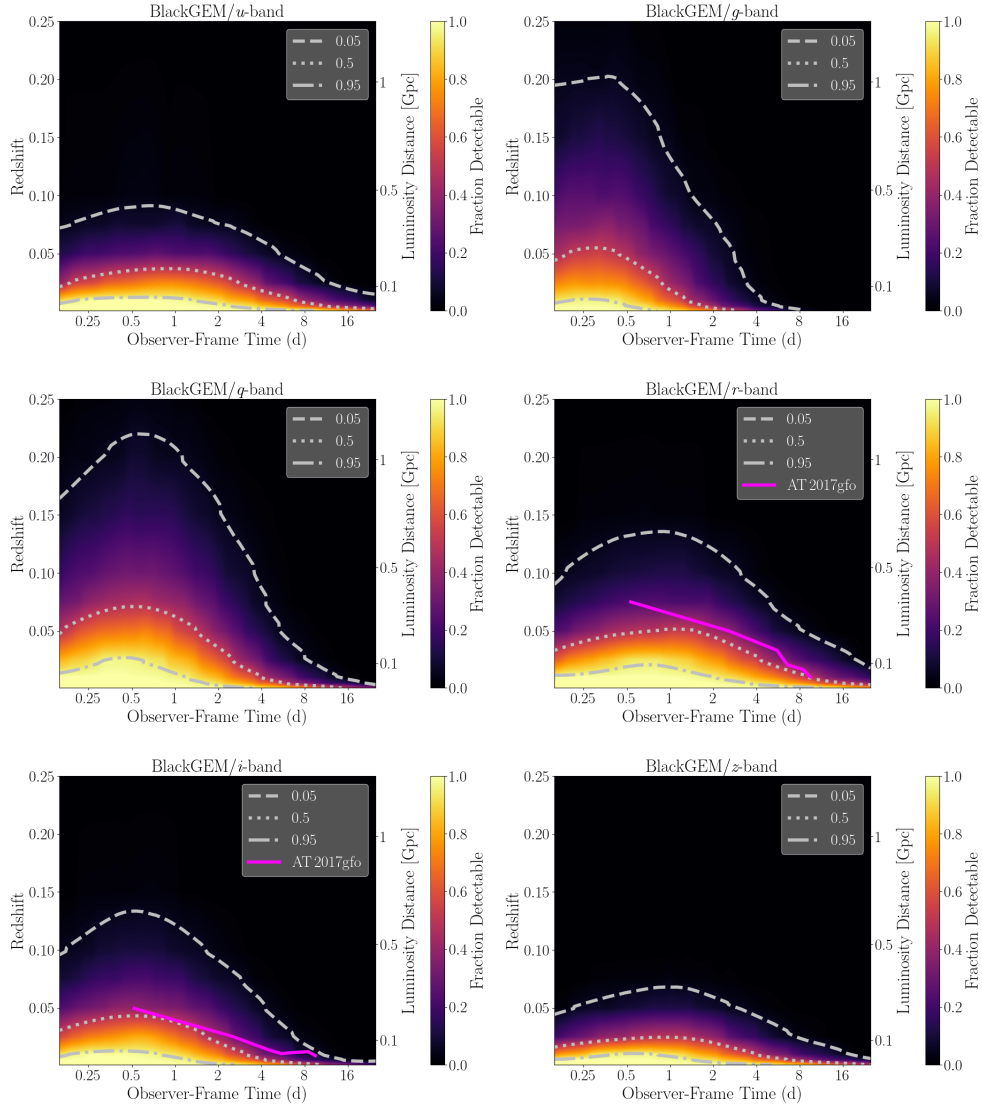 BlackGEM/u-band
0.25
0.20
0.15
0.10
0.05
Redshift
0.05
0.5
0.95
1
0.5
0.1
Luminosity Distance [Gpc]
1.0
0.8
0.6
0.4
0.2
0.0
Fraction Detectable
0.25 0.5 1 2 4 8 16
Observer-Frame Time (d)
BlackGEM/g-band
0.25
0.20
0.15
0.10
0.05
Redshift
0.05
0.5
0.95
1
0.5
0.1
Luminosity Distance [Gpc]
1.0
0.8
0.6
0.4
0.2
0.0
Fraction Detectable
0.25 0.5 1 2 4 8 16
Observer-Frame Time (d)
BlackGEM/q-band
0.25
0.20
0.15
0.10
0.05
Redshift
0.05
0.5
0.95
1
0.5
0.1
Luminosity Distance [Gpc]
1.0
0.8
0.6
0.4
0.2
0.0
Fraction Detectable
0.25 0.5 1 2 4 8 16
Observer-Frame Time (d)
BlackGEM/r-band
0.25
0.20
0.15
0.10
0.05
Redshift
0.05
0.5
0.95
AT 2017gfo
1
0.5
0.1
Luminosity Distance [Gpc]
1.0
0.8
0.6
0.4
0.2
0.0
Fraction Detectable
0.25 0.5 1 2 4 8 16
Observer-Frame Time (d)
BlackGEM/i-band
0.25
0.20
0.15
0.10
0.05
Redshift
0.05
0.5
0.95
AT 2017gfo
1
0.5
0.1
Luminosity Distance [Gpc]
1.0
0.8
0.6
0.4
0.2
0.0
Fraction Detectable
0.25 0.5 1 2 4 8 16
Observer-Frame Time (d)
BlackGEM/z-band
0.25
0.20
0.15
0.10
0.05
Redshift
0.05
0.5
0.95
1
0.5
0.1
Luminosity Distance [Gpc]
1.0
0.8
0.6
0.4
0.2
0.0
Fraction Detectable
0.25 0.5 1 2 4 8 16
Observer-Frame Time (d)